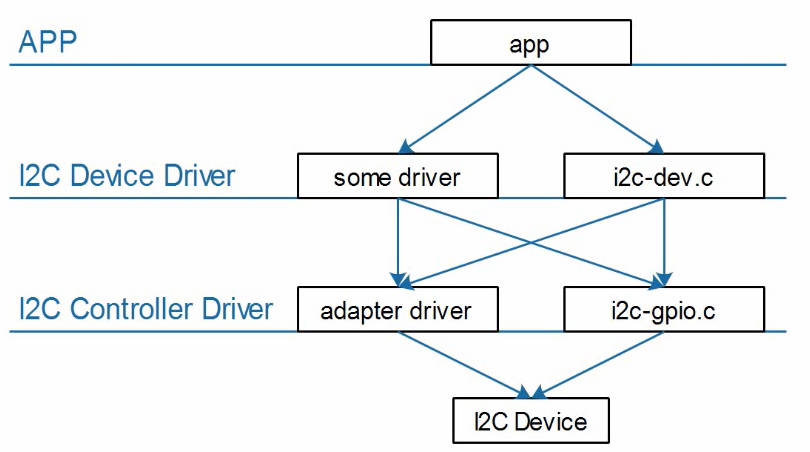 APP
app
I2C Device Driver
some driver
i2c-dev.c
I2C Controller Driver
adapter driver
i2c-gpio.c
I2C Device